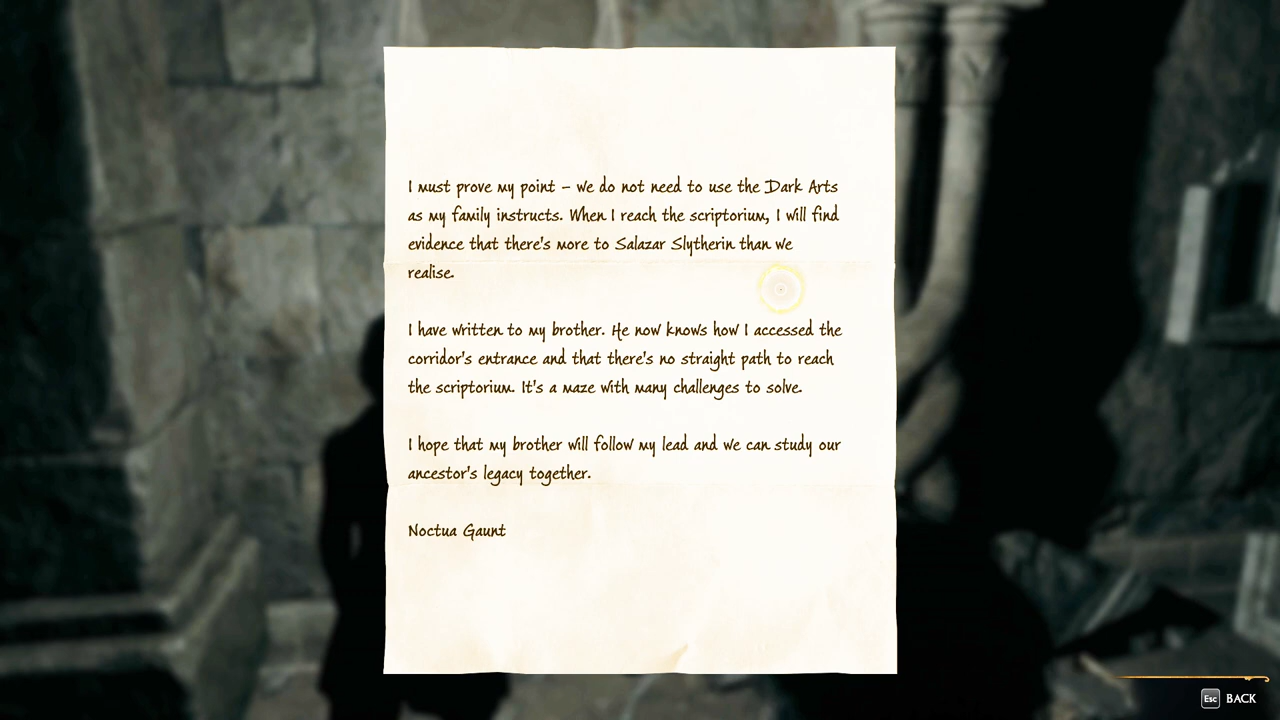 I must prove my point – we do not need to use the Dark Arts
as my family instructs. When I reach the scriptorium, I will find
evidence that there's more to Salazar Slytherin than we
realise.
I have written to my brother. He now knows how I accessed the
corridor's entrance and that there's no straight path to reach
the scriptorium. It's a maze with many challenges to solve.
I hope that my brother will follow my lead and we can study our
ancestor's legacy together.
Noctua Gaunt
Esc BACK